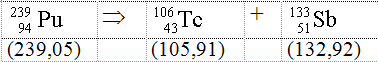 ²³⁹₉₄Pu ⇒ ¹⁰⁶₄₃Tc + ¹³³₅₁Sb
(239,05) (105,91) (132,92)